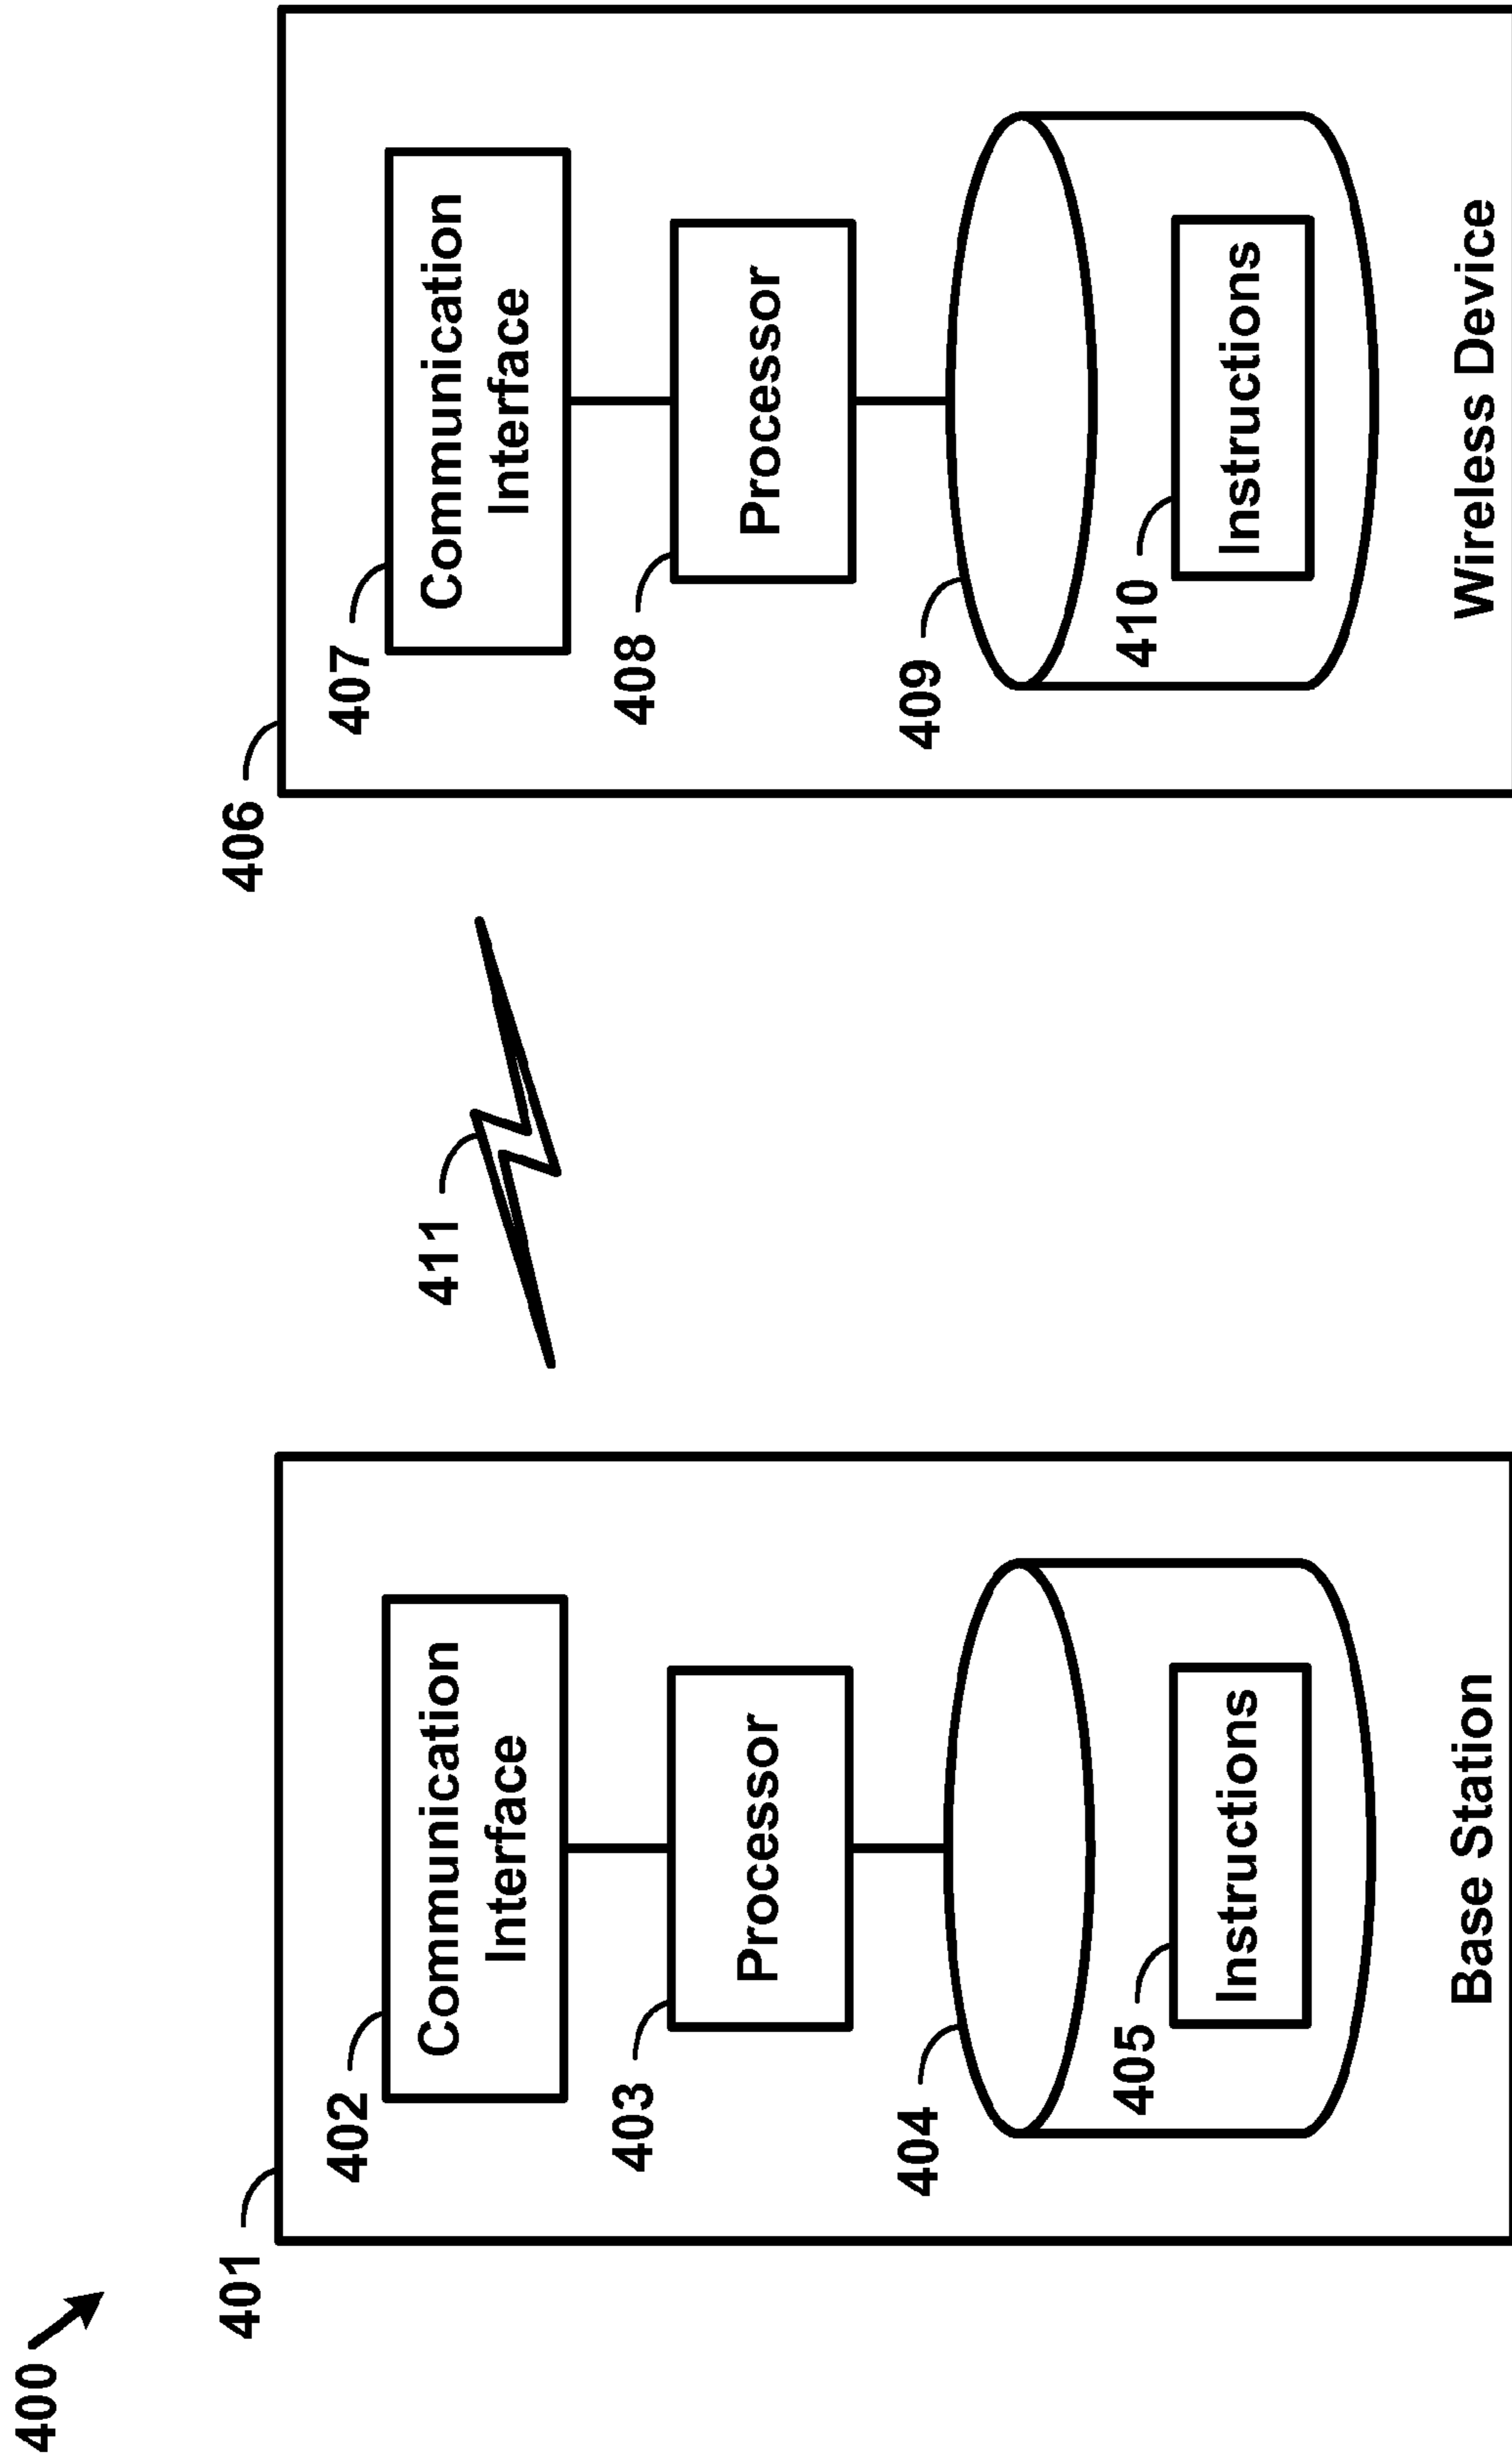 400
401
402
Communication
Interface
403
Processor
404
405
Instructions
Base Station
411
406
407
Communication
Interface
408
Processor
409
410
Instructions
Wireless Device